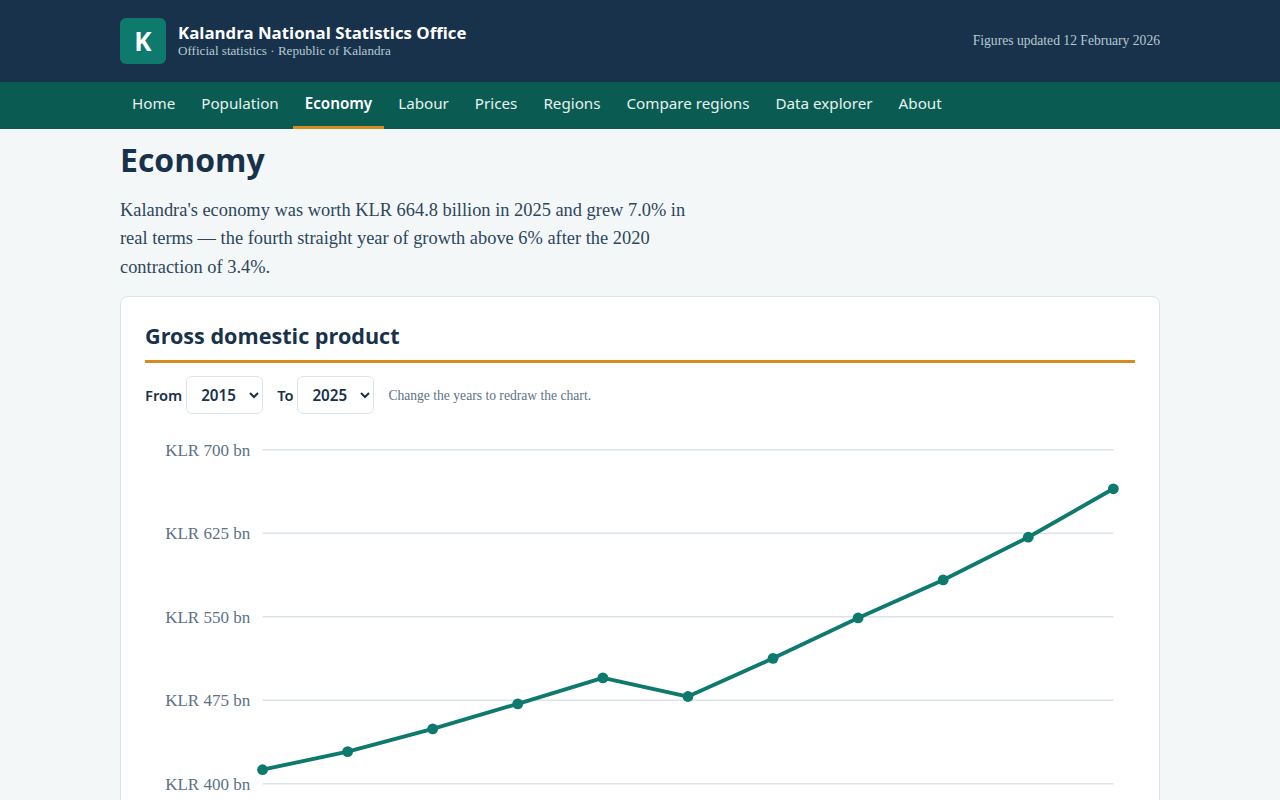 K
Kalandra National Statistics Office
Official statistics · Republic of Kalandra
Figures updated 12 February 2026
Home Population Economy Labour Prices Regions Compare regions Data explorer About
Economy
Kalandra's economy was worth KLR 664.8 billion in 2025 and grew 7.0% in
real terms — the fourth straight year of growth above 6% after the 2020
contraction of 3.4%.
Gross domestic product
From 2015 To 2025 Change the years to redraw the chart.
KLR 700 bn
KLR 625 bn
KLR 550 bn
KLR 475 bn
KLR 400 bn